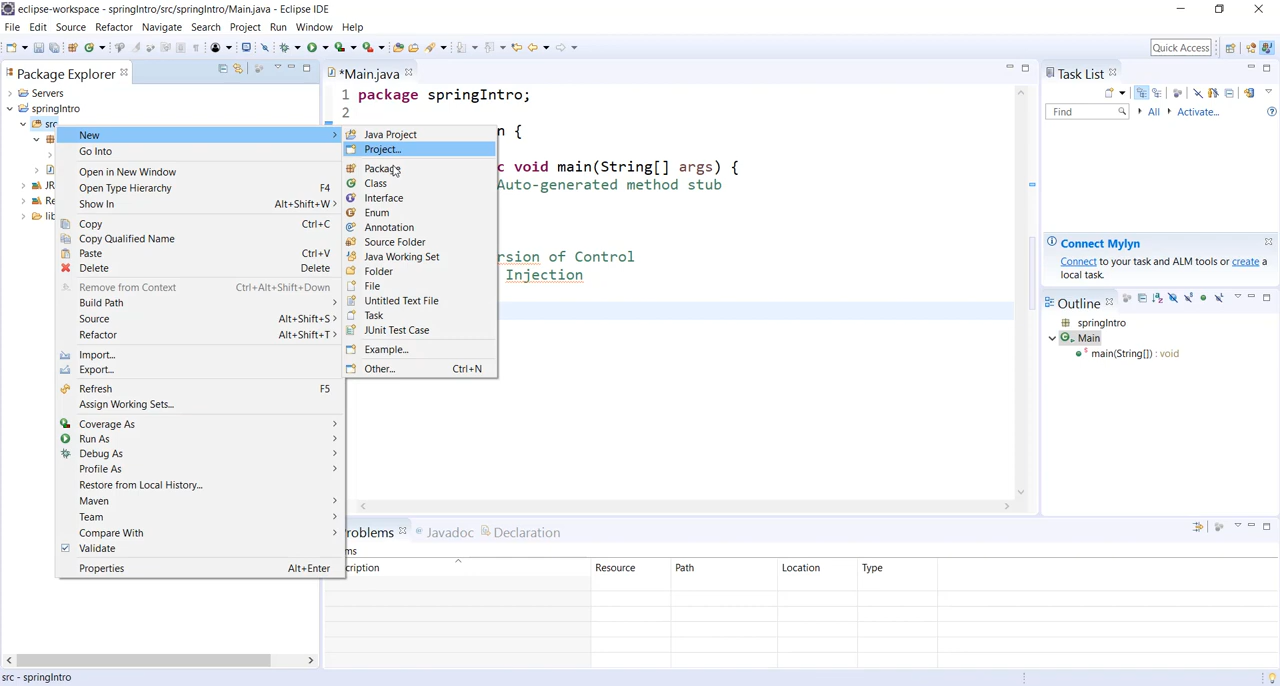 eclipse-workspace - springIntro/src/springIntro/Main.java - Eclipse IDE
File Edit Source Refactor Navigate Search Project Run Window Help
Quick Access
Package Explorer
Servers
springIntro
src
JR
Re
lib
New
Go Into
Open in New Window
Open Type Hierarchy F4
Show In Alt+Shift+W
Copy Ctrl+C
Copy Qualified Name
Paste Ctrl+V
Delete Delete
Remove from Context Ctrl+Alt+Shift+Down
Build Path
Source Alt+Shift+S
Refactor Alt+Shift+T
Import...
Export...
Refresh F5
Assign Working Sets...
Coverage As
Run As
Debug As
Profile As
Restore from Local History...
Maven
Team
Compare With
Validate
Properties Alt+Enter
Java Project
Project...
Package
Class
Interface
Enum
Annotation
Source Folder
Java Working Set
Folder
File
Untitled Text File
Task
JUnit Test Case
Example...
Other... Ctrl+N
*Main.java
1 package springIntro;
2
n {
c void main(String[] args) {
Auto-generated method stub
rsion of Control
Injection
Task List
Find All Activate...
Connect Mylyn
Connect to your task and ALM tools or create a
local task.
Outline
springIntro
Main
main(String[]) : void
roblems Javadoc Declaration
ms
cription Resource Path Location Type
src - springIntro